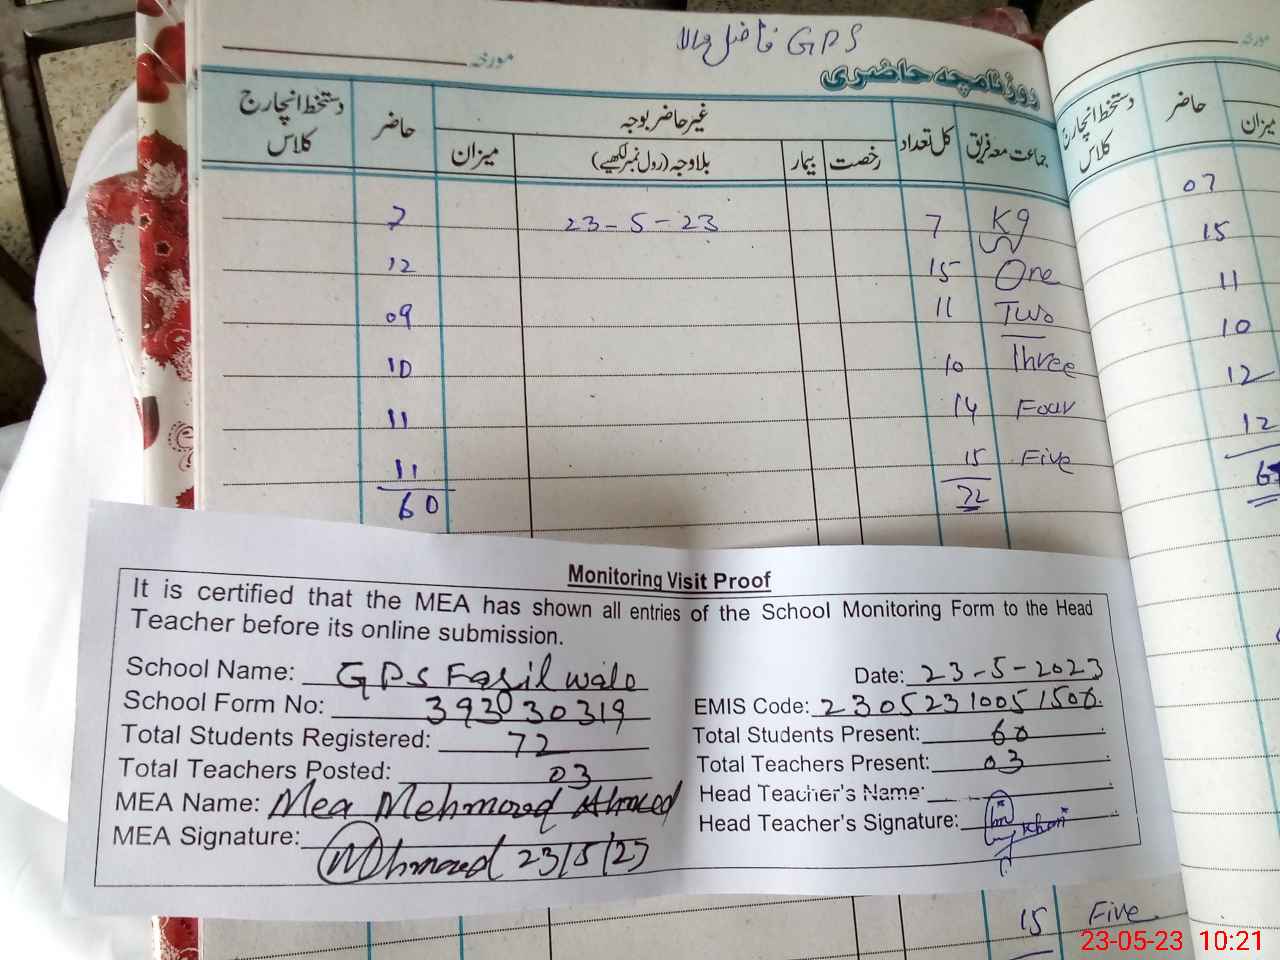 GPS فاضل والا
روزنامچہ حاضری
مورخہ
جماعت معہ فریق کل تعداد غیر حاضر بوجہ حاضر دستخط انچارج کلاس
رخصت بیمار بلاوجہ (رول نمبر لکھیے) میزان
Kg 7 23-5-23 7
One 15 12
Two 11 09
Three 10 10
Four 14 11
Five 15 11
72 60
مورخہ
میزان حاضر دستخط انچارج کلاس
07
15
11
10
12
12
Monitoring Visit Proof
It is certified that the MEA has shown all entries of the School Monitoring Form to the Head
Teacher before its online submission.
School Name: GPS Fazilwala
Date: 23-5-2023
School Form No: 393030319
EMIS Code: 23052310051506
Total Students Registered: 72
Total Students Present: 60
Total Teachers Posted: 03
Total Teachers Present: 03
MEA Name: Mea Mehmood Ahmed
Head Teacher's Name:
MEA Signature: Mehmood 23/5/23
Head Teacher's Signature:
15 Five
23-05-23 10:21